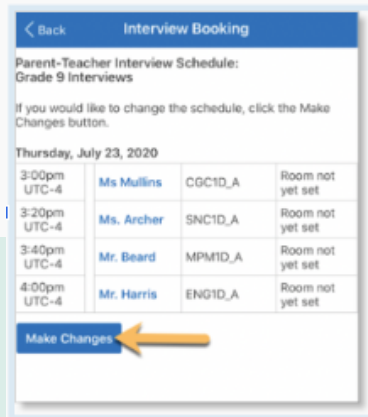 < Back Interview Booking
Parent-Teacher Interview Schedule:
Grade 9 Interviews
If you would like to change the schedule, click the Make
Changes button.
Thursday, July 23, 2020
3:00pm UTC-4 Ms Mullins CGC1D_A Room not yet set
3:20pm UTC-4 Ms. Archer SNC1D_A Room not yet set
3:40pm UTC-4 Mr. Beard MPM1D_A Room not yet set
4:00pm UTC-4 Mr. Harris ENG1D_A Room not yet set
Make Changes